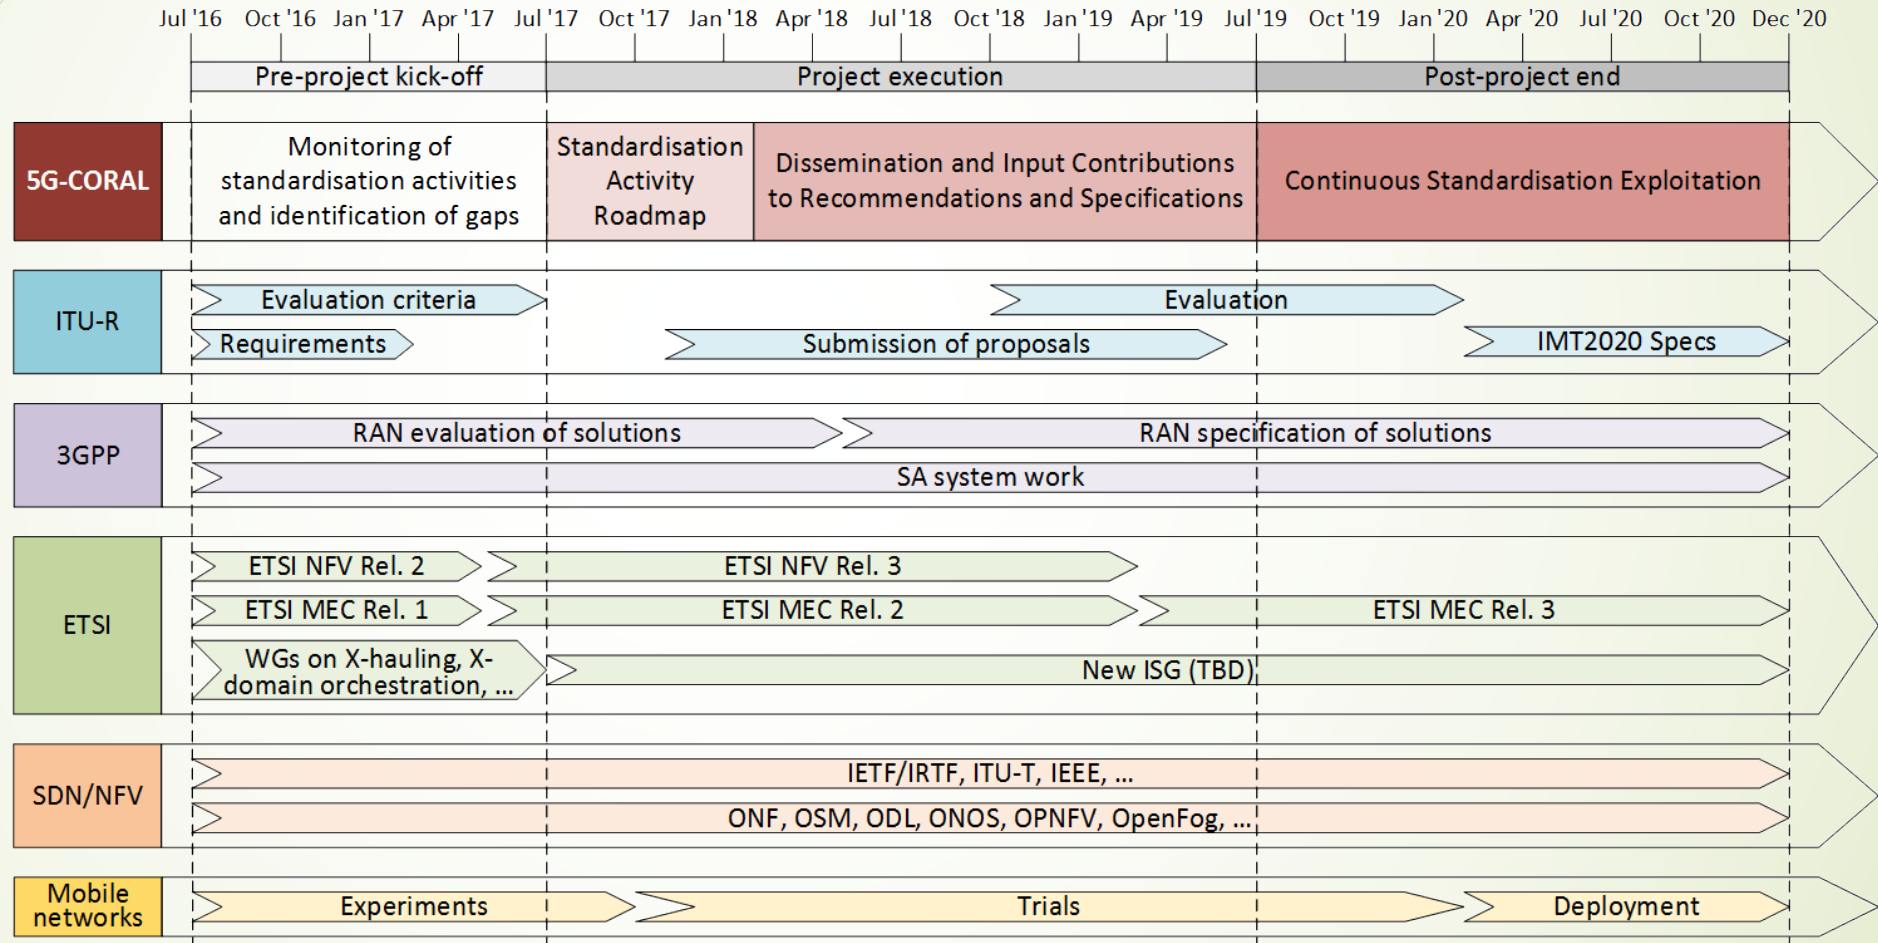 Jul '16 Oct '16 Jan '17 Apr '17 Jul '17 Oct '17 Jan '18 Apr '18 Jul '18 Oct '18 Jan '19 Apr '19 Jul '19 Oct '19 Jan '20 Apr '20 Jul '20 Oct '20 Dec '20
Pre-project kick-off
Project execution
Post-project end
5G-CORAL
Monitoring of
standardisation activities
and identification of gaps
Standardisation
Activity
Roadmap
Dissemination and Input Contributions
to Recommendations and Specifications
Continuous Standardisation Exploitation
ITU-R
Evaluation criteria
Evaluation
Requirements
Submission of proposals
IMT2020 Specs
3GPP
RAN evaluation of solutions
RAN specification of solutions
SA system work
ETSI
ETSI NFV Rel. 2
ETSI NFV Rel. 3
ETSI MEC Rel. 1
ETSI MEC Rel. 2
ETSI MEC Rel. 3
WGs on X-hauling, X-
domain orchestration, ...
New ISG (TBD)
SDN/NFV
IETF/IRTF, ITU-T, IEEE, ...
ONF, OSM, ODL, ONOS, OPNFV, OpenFog, ...
Mobile
networks
Experiments
Trials
Deployment